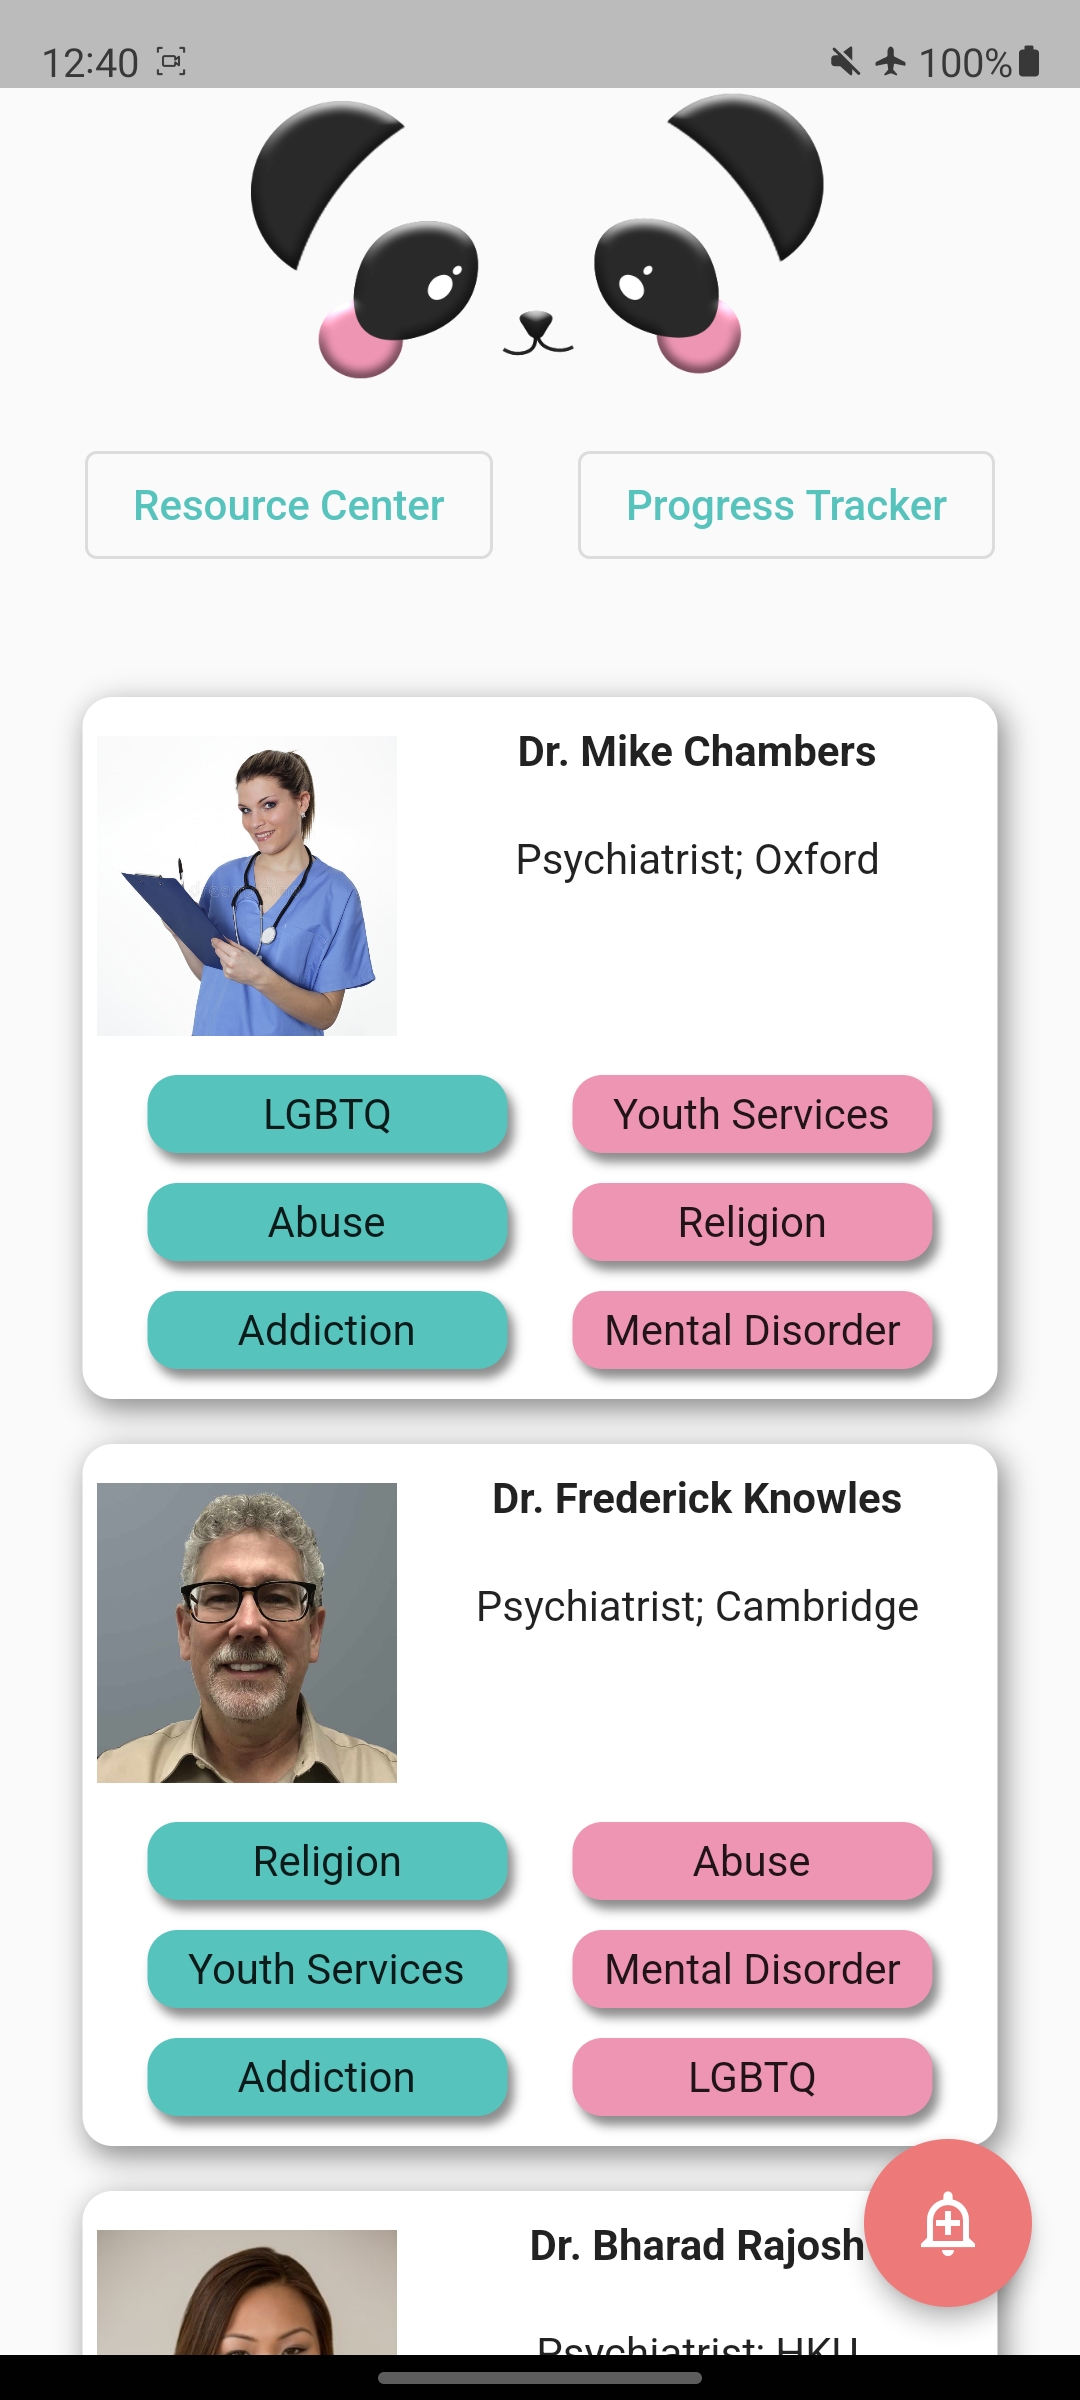 12:40 100%
Resource Center Progress Tracker
Dr. Mike Chambers
Psychiatrist; Oxford
LGBTQ Youth Services
Abuse Religion
Addiction Mental Disorder
Dr. Frederick Knowles
Psychiatrist; Cambridge
Religion Abuse
Youth Services Mental Disorder
Addiction LGBTQ
Dr. Bharad Rajosh
Psychiatrist; HKU